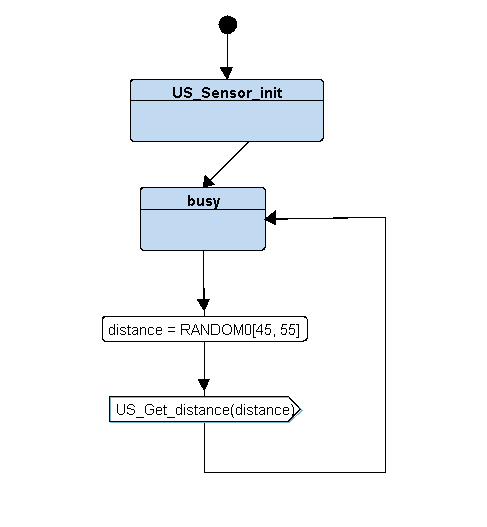 US_Sensor_init
busy
distance = RANDOM0[45, 55]
US_Get_distance(distance)